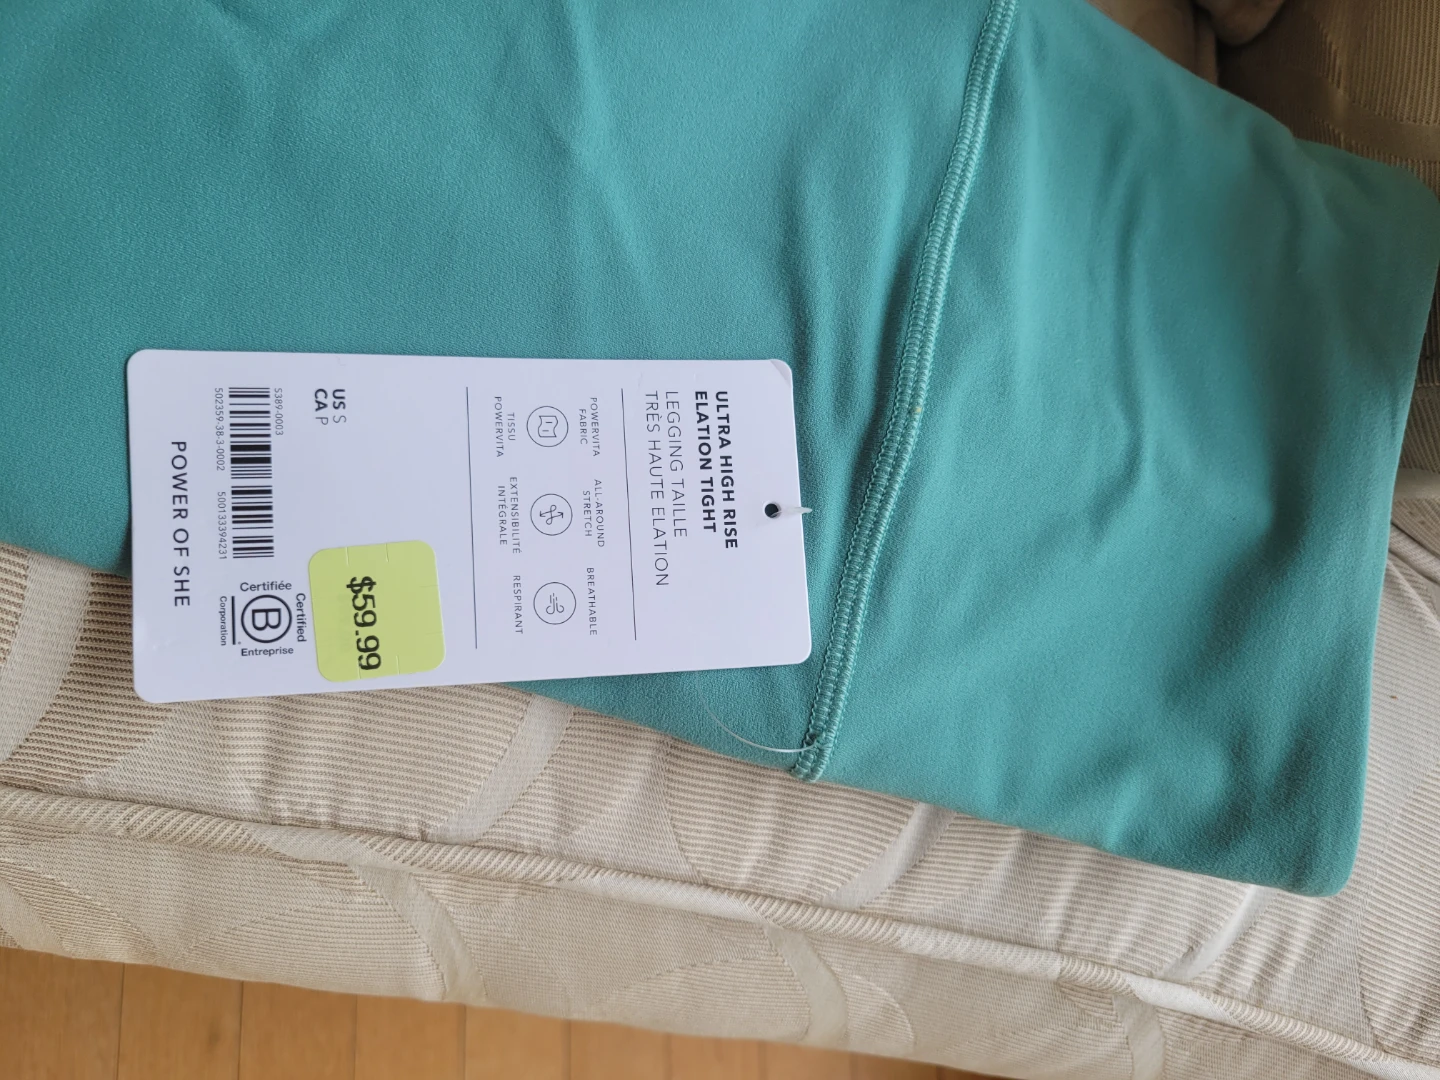 ULTRA HIGH RISE
ELATION TIGHT
LEGGING TAILLE
TRÈS HAUTE ELATION
POWERVITA
FABRIC
ALL-AROUND
STRETCH
BREATHABLE
TISSU
POWERVITA
EXTENSIBILITÉ
INTÉGRALE
RESPIRANT
US S
CA P
$59.99
5389-0003
502359-38-3-0002
500133394231
Certifiée
Certified
B
Corporation
Entreprise
POWER OF SHE